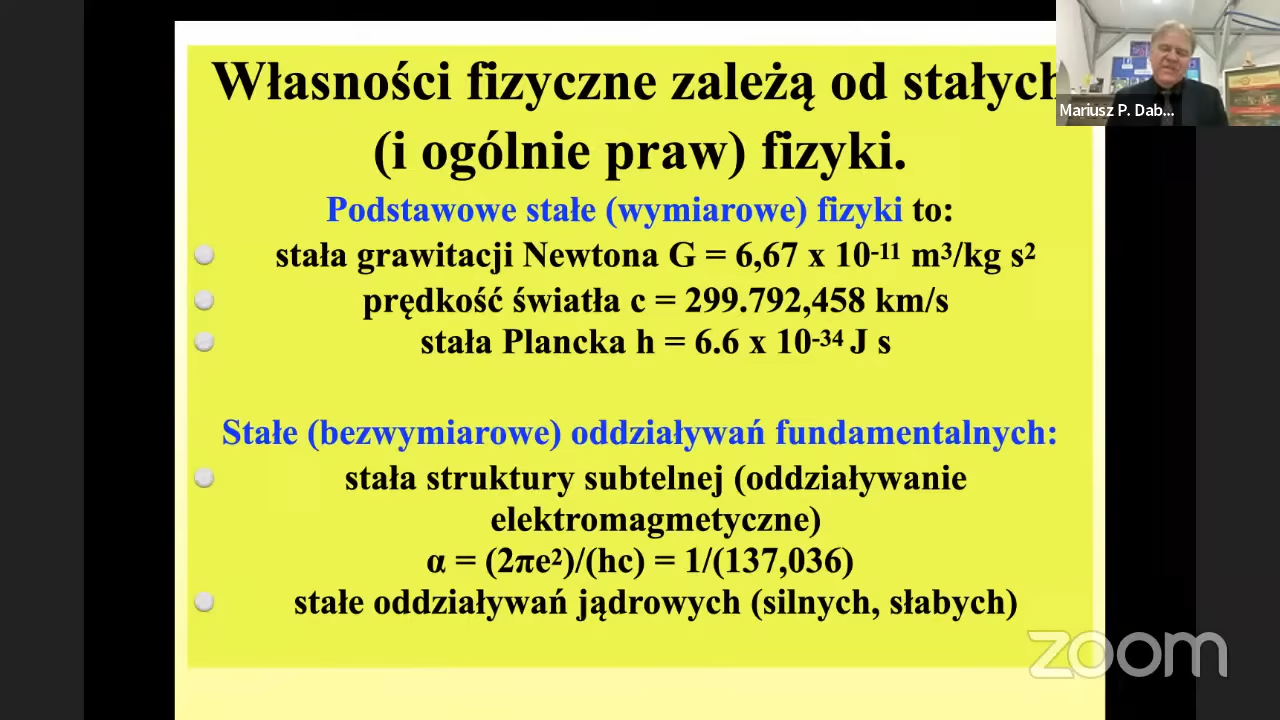 Własności fizyczne zależą od stałych
(i ogólnie praw) fizyki.
Mariusz P. Dab...
Podstawowe stałe (wymiarowe) fizyki to:
stała grawitacji Newtona G = 6,67 x 10⁻¹¹ m³/kg s²
prędkość światła c = 299.792,458 km/s
stała Plancka h = 6.6 x 10⁻³⁴ J s
Stałe (bezwymiarowe) oddziaływań fundamentalnych:
stała struktury subtelnej (oddziaływanie
elektromagmetyczne)
α = (2πe²)/(hc) = 1/(137,036)
stałe oddziaływań jądrowych (silnych, słabych)
zoom